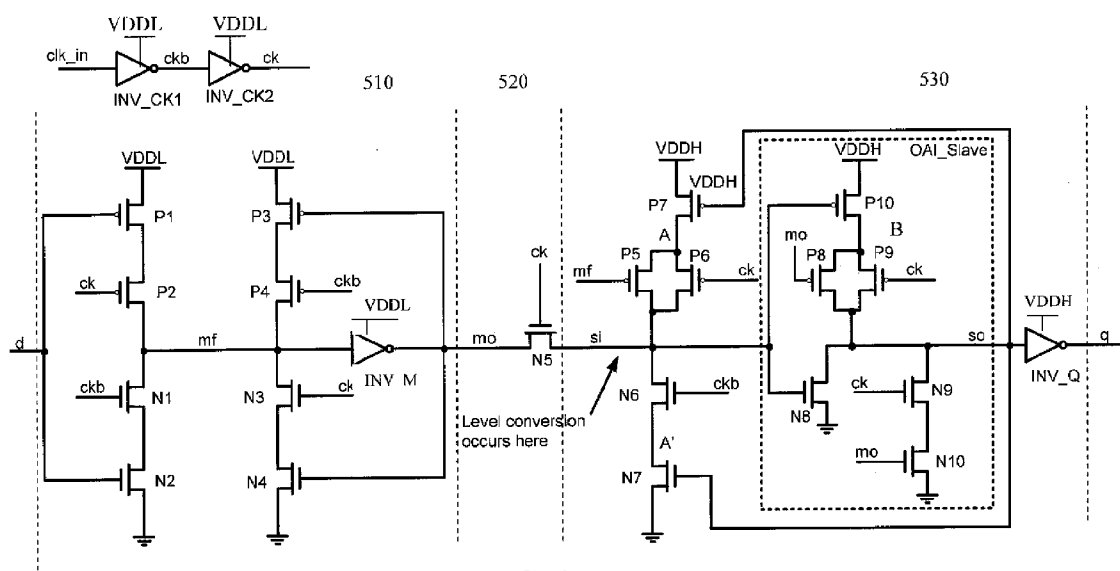 VDDL VDDL
clk_in ckb ck
INV_CK1 INV_CK2
510 520 530
VDDL VDDL VDDH VDDH OAI_Slave
VDDH
P1 P3 P7 P10
A B
ck P2 P4 ckb ck mf P5 P6 ck mo P8 P9 ck
VDDL VDDH
d mf mo si so q
INV_M N5 INV_Q
ckb N1 N3 ck N6 ckb N8 ck N9
Level conversion
occurs here
A'
N2 N4 N7 mo N10